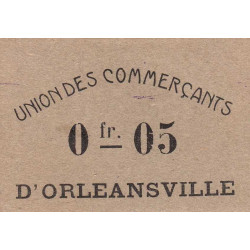 UNION DES COMMERÇANTS
0 fr. 05
D'ORLEANSVILLE